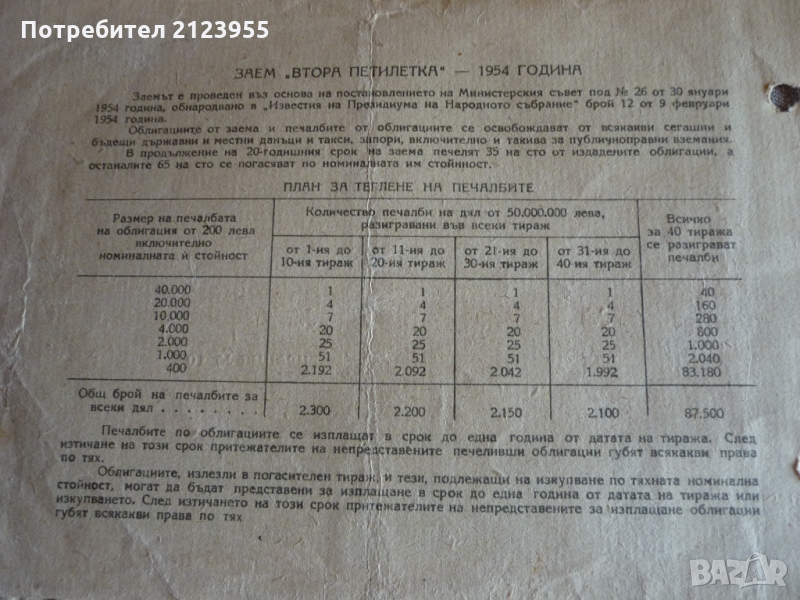 Потребител 2123955
ЗАЕМ „ВТОРА ПЕТИЛЕТКА“ — 1954 ГОДИНА
Заемът е проведен въз основа на постановлението на Министерския съвет под № 26 от 30 януари
1954 година, обнародвано в „Известия на Президиума на Народното събрание“ брой 12 от 9 февруари
1954 година.
Облигациите от заема и печалбите от облигациите се освобождават от всякакви сегашни и
бъдещи държавни и местни данъци и такси, запори, включително и такива за публичноправни вземания.
В продължение на 20-годишния срок на заема печелят 35 на сто от издадените облигации, а
останалите 65 на сто се погасяват по номиналната им стойност.
ПЛАН ЗА ТЕГЛЕНЕ НА ПЕЧАЛБИТЕ
Размер на печалбата
на облигация от 200 лева
включително
номиналната ѝ стойност
Количество печалби на дял от 50.000.000 лева,
разигравани във всеки тираж
Всичко
за 40 тиража
се разиграват
печалби
от 1-ия до
10-ия тираж
от 11-ия до
20-ия тираж
от 21-ия до
30-ия тираж
от 31-ия до
40-ия тираж
40.000 1 1 1 1 40
20.000 4 4 4 4 160
10.000 7 7 7 7 280
4.000 20 20 20 20 800
2.000 25 25 25 25 1.000
1.000 51 51 51 51 2.040
400 2.192 2.092 2.042 1.992 83.180
Общ брой на печалбите за
всеки дял . . . . . . . . 2.300 2.200 2.150 2.100 87.500
Печалбите по облигациите се изплащат в срок до една година от датата на тиража. След
изтичане на този срок притежателите на непредставените печеливши облигации губят всякакви права
по тях.
Облигациите, излезли в погасителен тираж, и тези, подлежащи на изкупване по тяхната номинална
стойност, могат да бъдат представени за изплащане в срок до една година от датата на тиража или
изкупването. След изтичането на този срок притежателите на непредставените за изплащане облигации
губят всякакви права по тях
BAZAR